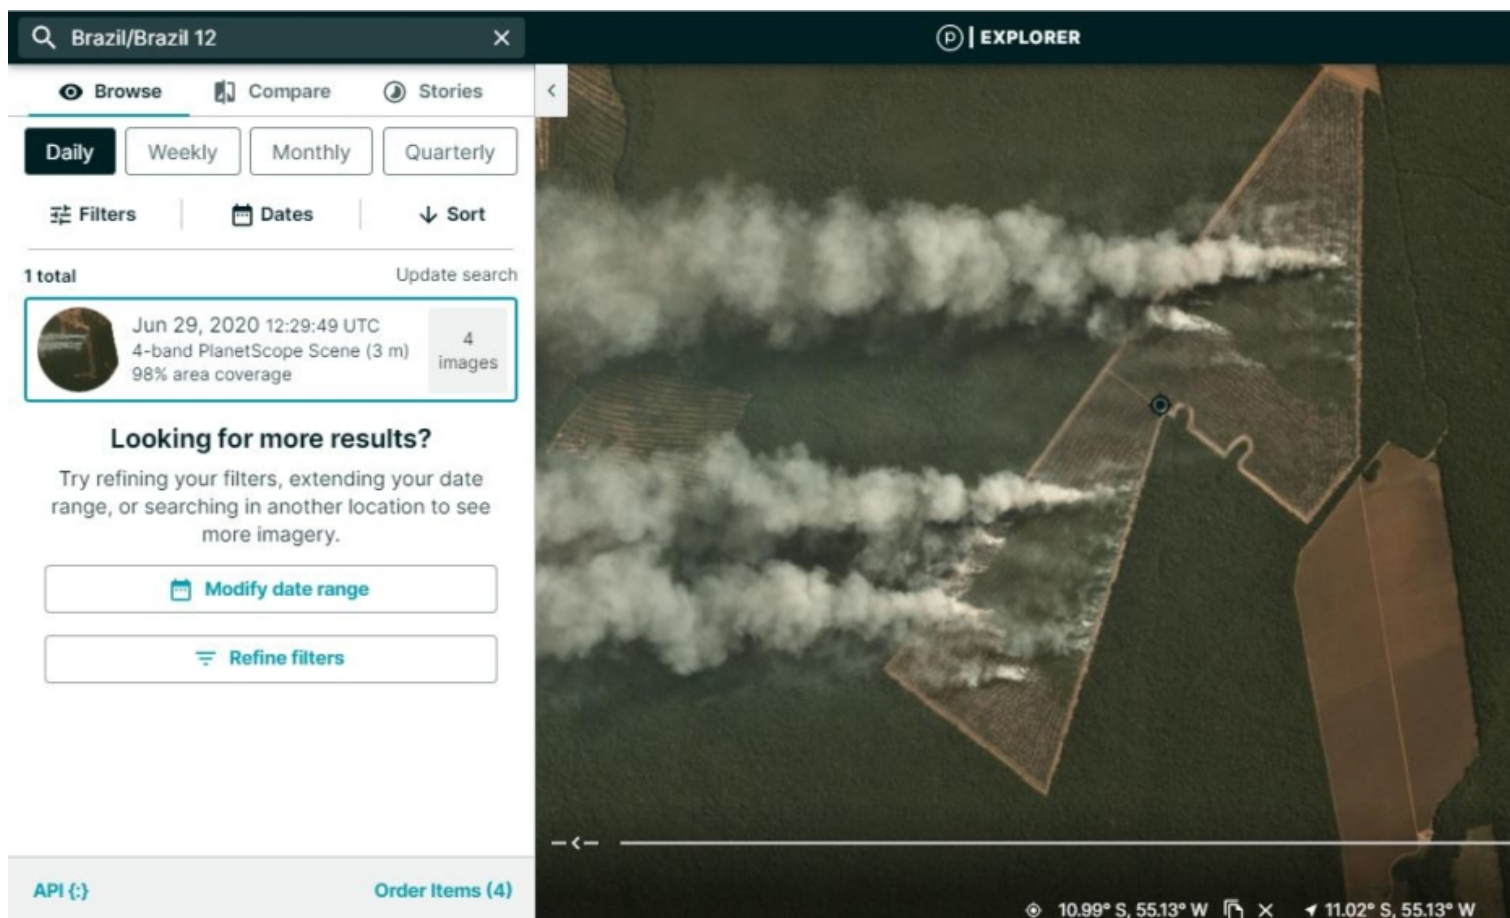 Brazil/Brazil 12
EXPLORER
Browse Compare Stories
Daily Weekly Monthly Quarterly
Filters Dates Sort
1 total Update search
Jun 29, 2020 12:29:49 UTC
4-band PlanetScope Scene (3 m)
98% area coverage
4
images
Looking for more results?
Try refining your filters, extending your date
range, or searching in another location to see
more imagery.
Modify date range
Refine filters
API {:} Order Items (4)
10.99° S, 55.13° W 11.02° S, 55.13° W